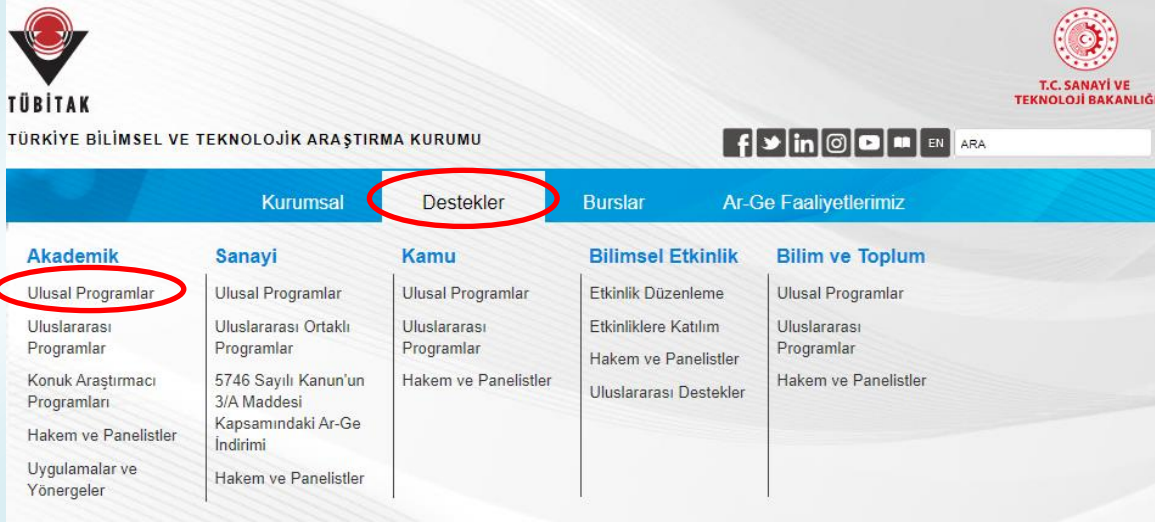 TÜBİTAK
TÜRKİYE BİLİMSEL VE TEKNOLOJİK ARAŞTIRMA KURUMU
T.C. SANAYİ VE
TEKNOLOJİ BAKANLIĞI
EN
ARA
Kurumsal
Destekler
Burslar
Ar-Ge Faaliyetlerimiz
Akademik
Ulusal Programlar
Uluslararası
Programlar
Konuk Araştırmacı
Programları
Hakem ve Panelistler
Uygulamalar ve
Yönergeler
Sanayi
Ulusal Programlar
Uluslararası Ortaklı
Programlar
5746 Sayılı Kanun'un
3/A Maddesi
Kapsamındaki Ar-Ge
İndirimi
Hakem ve Panelistler
Kamu
Ulusal Programlar
Uluslararası
Programlar
Hakem ve Panelistler
Bilimsel Etkinlik
Etkinlik Düzenleme
Etkinliklere Katılım
Hakem ve Panelistler
Uluslararası Destekler
Bilim ve Toplum
Ulusal Programlar
Uluslararası
Programlar
Hakem ve Panelistler